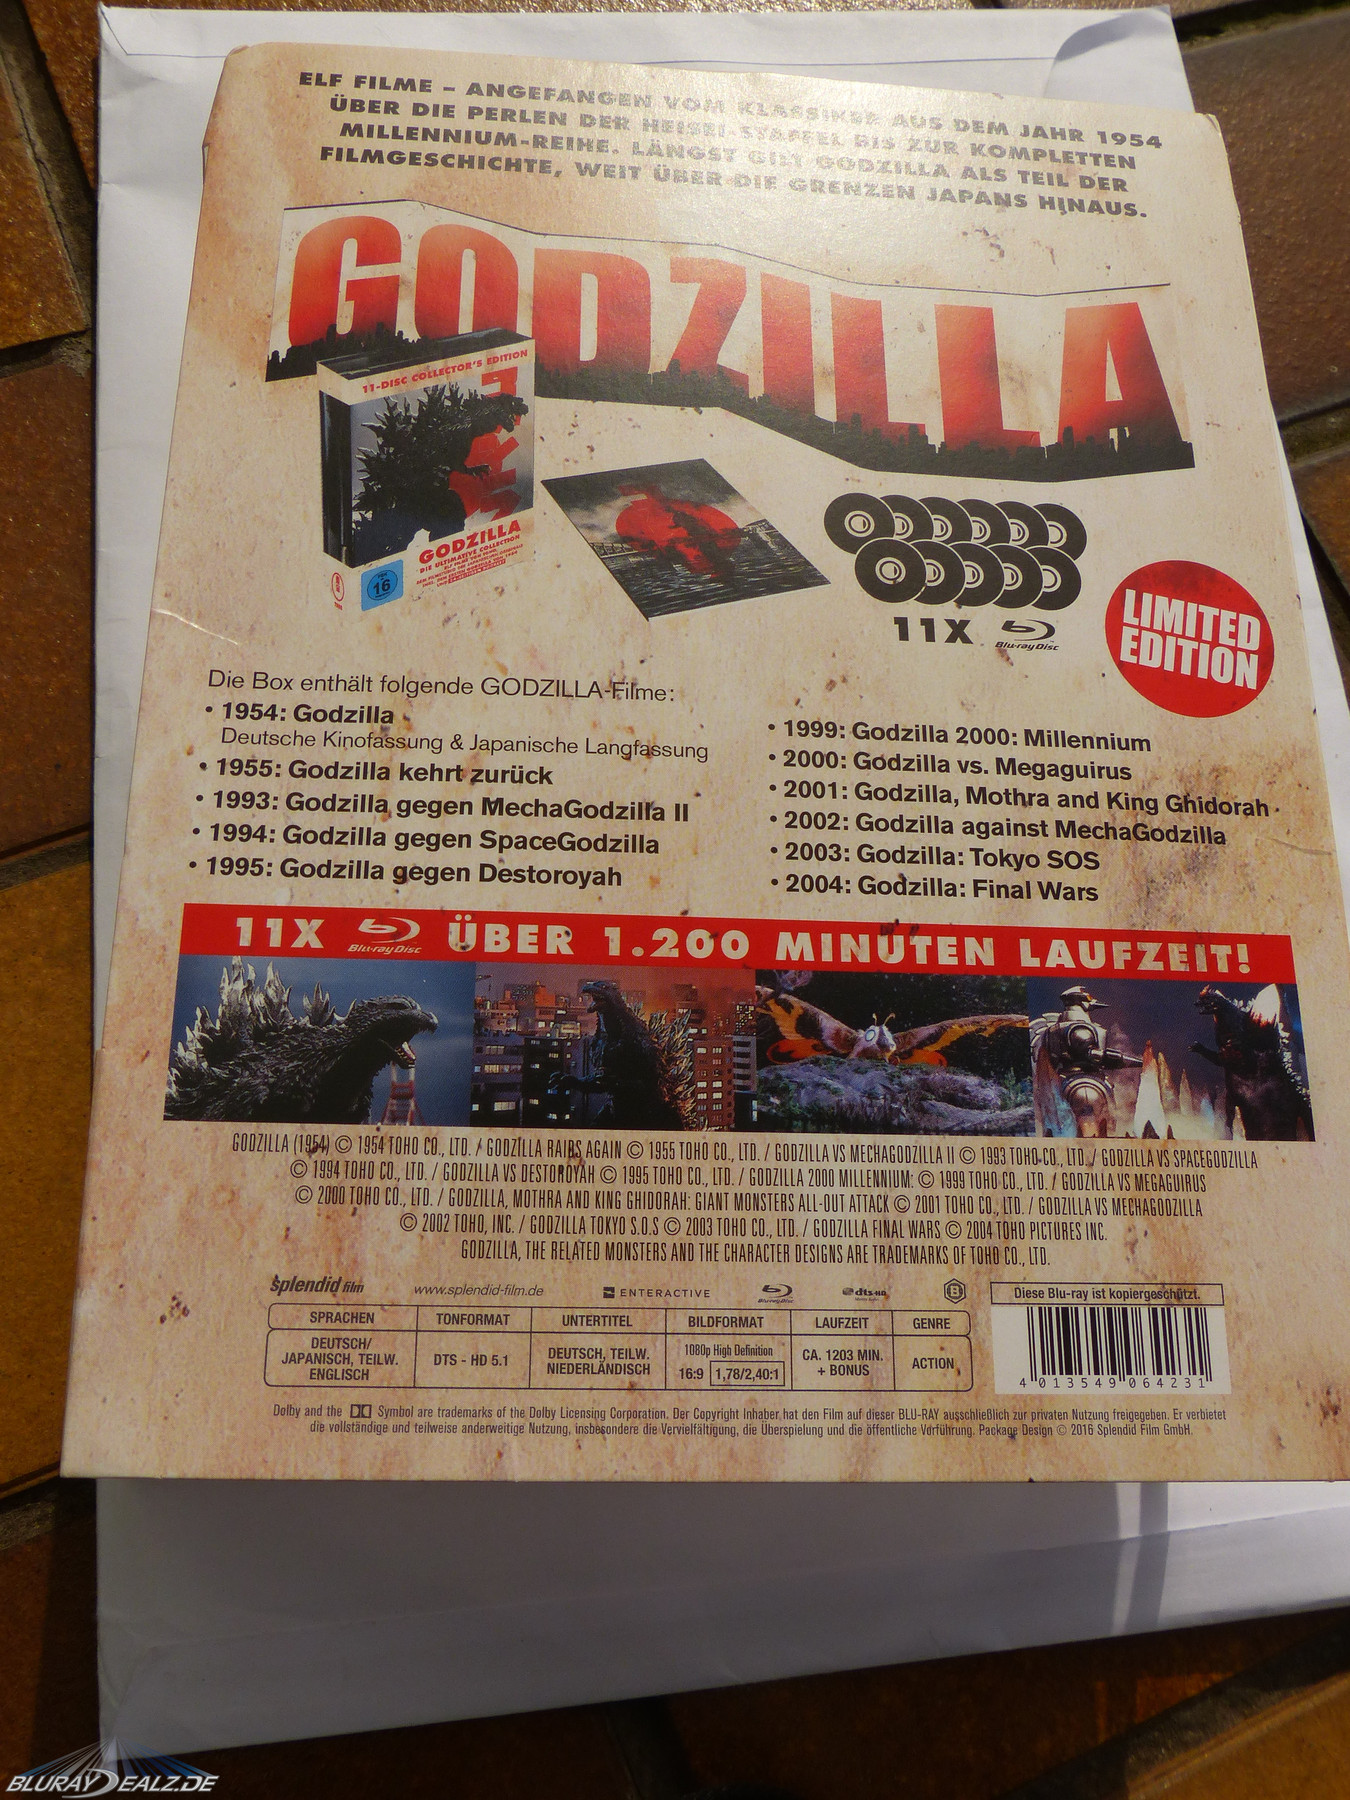 ELF FILME – ANGEFANGEN VOM KLASSIKER AUS DEM JAHR 1954
ÜBER DIE PERLEN DER HEISEI-STAFFEL BIS ZUR KOMPLETTEN
MILLENNIUM-REIHE. LÄNGST GILT GODZILLA ALS TEIL DER
FILMGESCHICHTE, WEIT ÜBER DIE GRENZEN JAPANS HINAUS.
GODZILLA
11-DISC COLLECTOR'S EDITION
GODZILLA
DIE ULTIMATIVE COLLECTION
16
11X Blu-ray Disc
LIMITED
EDITION
Die Box enthält folgende GODZILLA-Filme:
• 1954: Godzilla
Deutsche Kinofassung & Japanische Langfassung
• 1955: Godzilla kehrt zurück
• 1993: Godzilla gegen MechaGodzilla II
• 1994: Godzilla gegen SpaceGodzilla
• 1995: Godzilla gegen Destoroyah
• 1999: Godzilla 2000: Millennium
• 2000: Godzilla vs. Megaguirus
• 2001: Godzilla, Mothra and King Ghidorah
• 2002: Godzilla against MechaGodzilla
• 2003: Godzilla: Tokyo SOS
• 2004: Godzilla: Final Wars
11X Blu-ray Disc ÜBER 1.200 MINUTEN LAUFZEIT!
GODZILLA (1954) © 1954 TOHO CO., LTD. / GODZILLA RAIDS AGAIN © 1955 TOHO CO., LTD. / GODZILLA VS MECHAGODZILLA II © 1993 TOHO CO., LTD. / GODZILLA VS SPACEGODZILLA
© 1994 TOHO CO., LTD. / GODZILLA VS DESTOROYAH © 1995 TOHO CO., LTD. / GODZILLA 2000 MILLENNIUM: © 1999 TOHO CO., LTD. / GODZILLA VS MEGAGUIRUS
© 2000 TOHO CO., LTD. / GODZILLA, MOTHRA AND KING GHIDORAH: GIANT MONSTERS ALL-OUT ATTACK © 2001 TOHO CO., LTD. / GODZILLA VS MECHAGODZILLA
© 2002 TOHO, INC. / GODZILLA TOKYO S.O.S © 2003 TOHO CO., LTD. / GODZILLA FINAL WARS © 2004 TOHO PICTURES INC.
GODZILLA, THE RELATED MONSTERS AND THE CHARACTER DESIGNS ARE TRADEMARKS OF TOHO CO., LTD.
splendid film www.splendid-film.de ENTERACTIVE Blu-ray Disc dts-HD B
Diese Blu-ray ist kopiergeschützt.
SPRACHEN TONFORMAT UNTERTITEL BILDFORMAT LAUFZEIT GENRE
DEUTSCH/
JAPANISCH, TEILW.
ENGLISCH
DTS - HD 5.1
DEUTSCH, TEILW.
NIEDERLÄNDISCH
1080p High Definition
16:9 1,78/2,40:1
CA. 1203 MIN.
+ BONUS
ACTION
4 013549 064231
Dolby and the Symbol are trademarks of the Dolby Licensing Corporation. Der Copyright Inhaber hat den Film auf dieser BLU-RAY ausschließlich zur privaten Nutzung freigegeben. Er verbietet
die vollständige und teilweise anderweitige Nutzung, insbesondere die Vervielfältigung, die Überspielung und die öffentliche Vorführung. Package Design © 2016 Splendid Film GmbH.
BLURAYDEALZ.DE